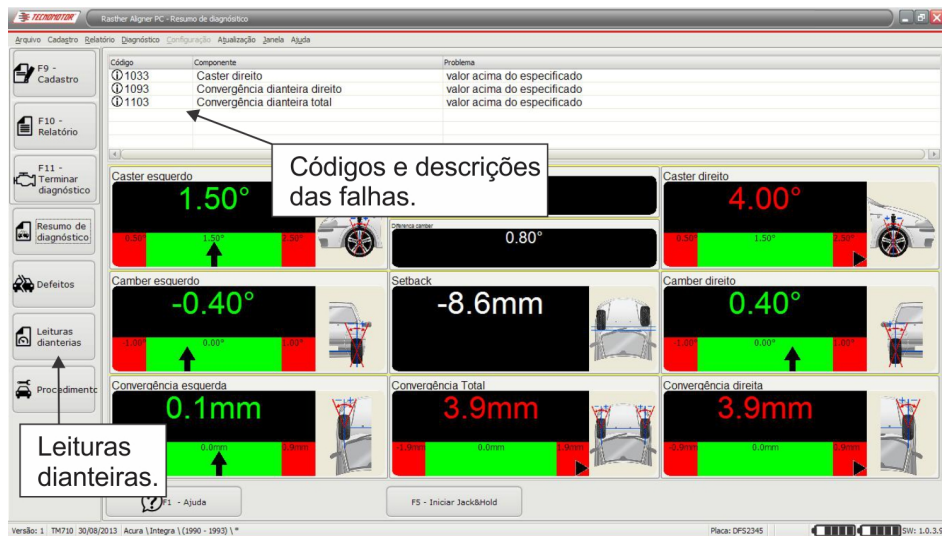 TECNOMOTOR Rasther Aligner PC - Resumo de diagnóstico
Arquivo Cadastro Relatório Diagnóstico Configuração Atualização Janela Ajuda
F9 -
Cadastro
F10 -
Relatório
F11 -
Terminar
diagnóstico
Resumo de
diagnóstico
Defeitos
Leituras
dianterias
Procedimento
Código Componente Problema
1033 Caster direito valor acima do especificado
1093 Convergência dianteira direito valor acima do especificado
1103 Convergência dianteira total valor acima do especificado
Códigos e descrições
das falhas.
Caster esquerdo
1.50°
0.50° 1.50° 2.50°
Diferença camber
0.80°
Caster direito
4.00°
0.50° 1.50° 2.50°
Camber esquerdo
-0.40°
-1.00° 0.00° 1.00°
Setback
-8.6mm
Camber direito
0.40°
-1.00° 0.00° 1.00°
Convergência esquerda
0.1mm
0.0mm 0.9mm
Convergência Total
3.9mm
-1.9mm 0.0mm 1.9mm
Convergência direita
3.9mm
-0.9mm 0.0mm 0.9mm
Leituras
dianteiras.
F1 - Ajuda
F5 - Iniciar Jack&Hold
Versão: 1 TM710 30/08/2013 Acura \ Integra \ (1990 - 1993) \ * Placa: DFS2345 SW: 1.0.3.9